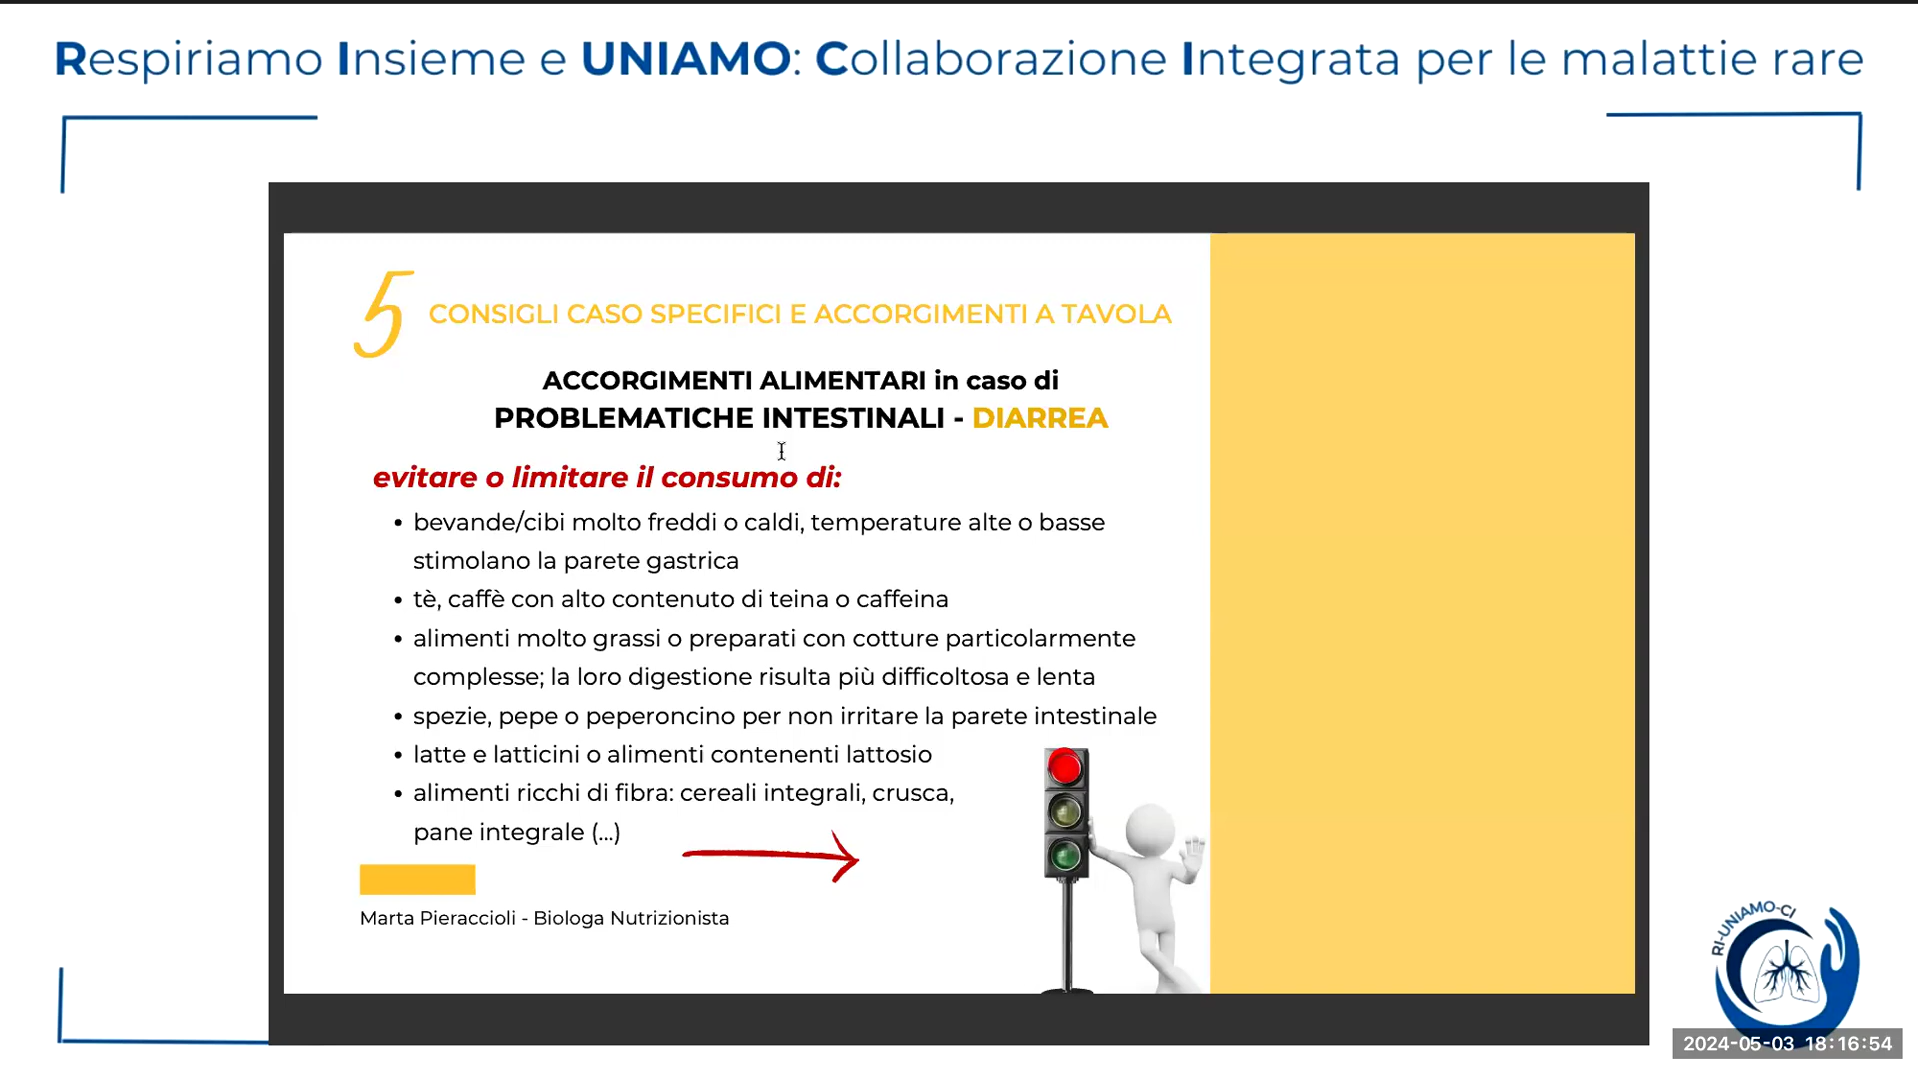 Respiriamo Insieme e UNIAMO: Collaborazione Integrata per le malattie rare
5 CONSIGLI CASO SPECIFICI E ACCORGIMENTI A TAVOLA
ACCORGIMENTI ALIMENTARI in caso di
PROBLEMATICHE INTESTINALI - DIARREA
evitare o limitare il consumo di:
• bevande/cibi molto freddi o caldi, temperature alte o basse
stimolano la parete gastrica
• tè, caffè con alto contenuto di teina o caffeina
• alimenti molto grassi o preparati con cotture particolarmente
complesse; la loro digestione risulta più difficoltosa e lenta
• spezie, pepe o peperoncino per non irritare la parete intestinale
• latte e latticini o alimenti contenenti lattosio
• alimenti ricchi di fibra: cereali integrali, crusca,
pane integrale (...)
Marta Pieraccioli - Biologa Nutrizionista
RI-UNIAMO-CI
2024-05-03 18:16:54